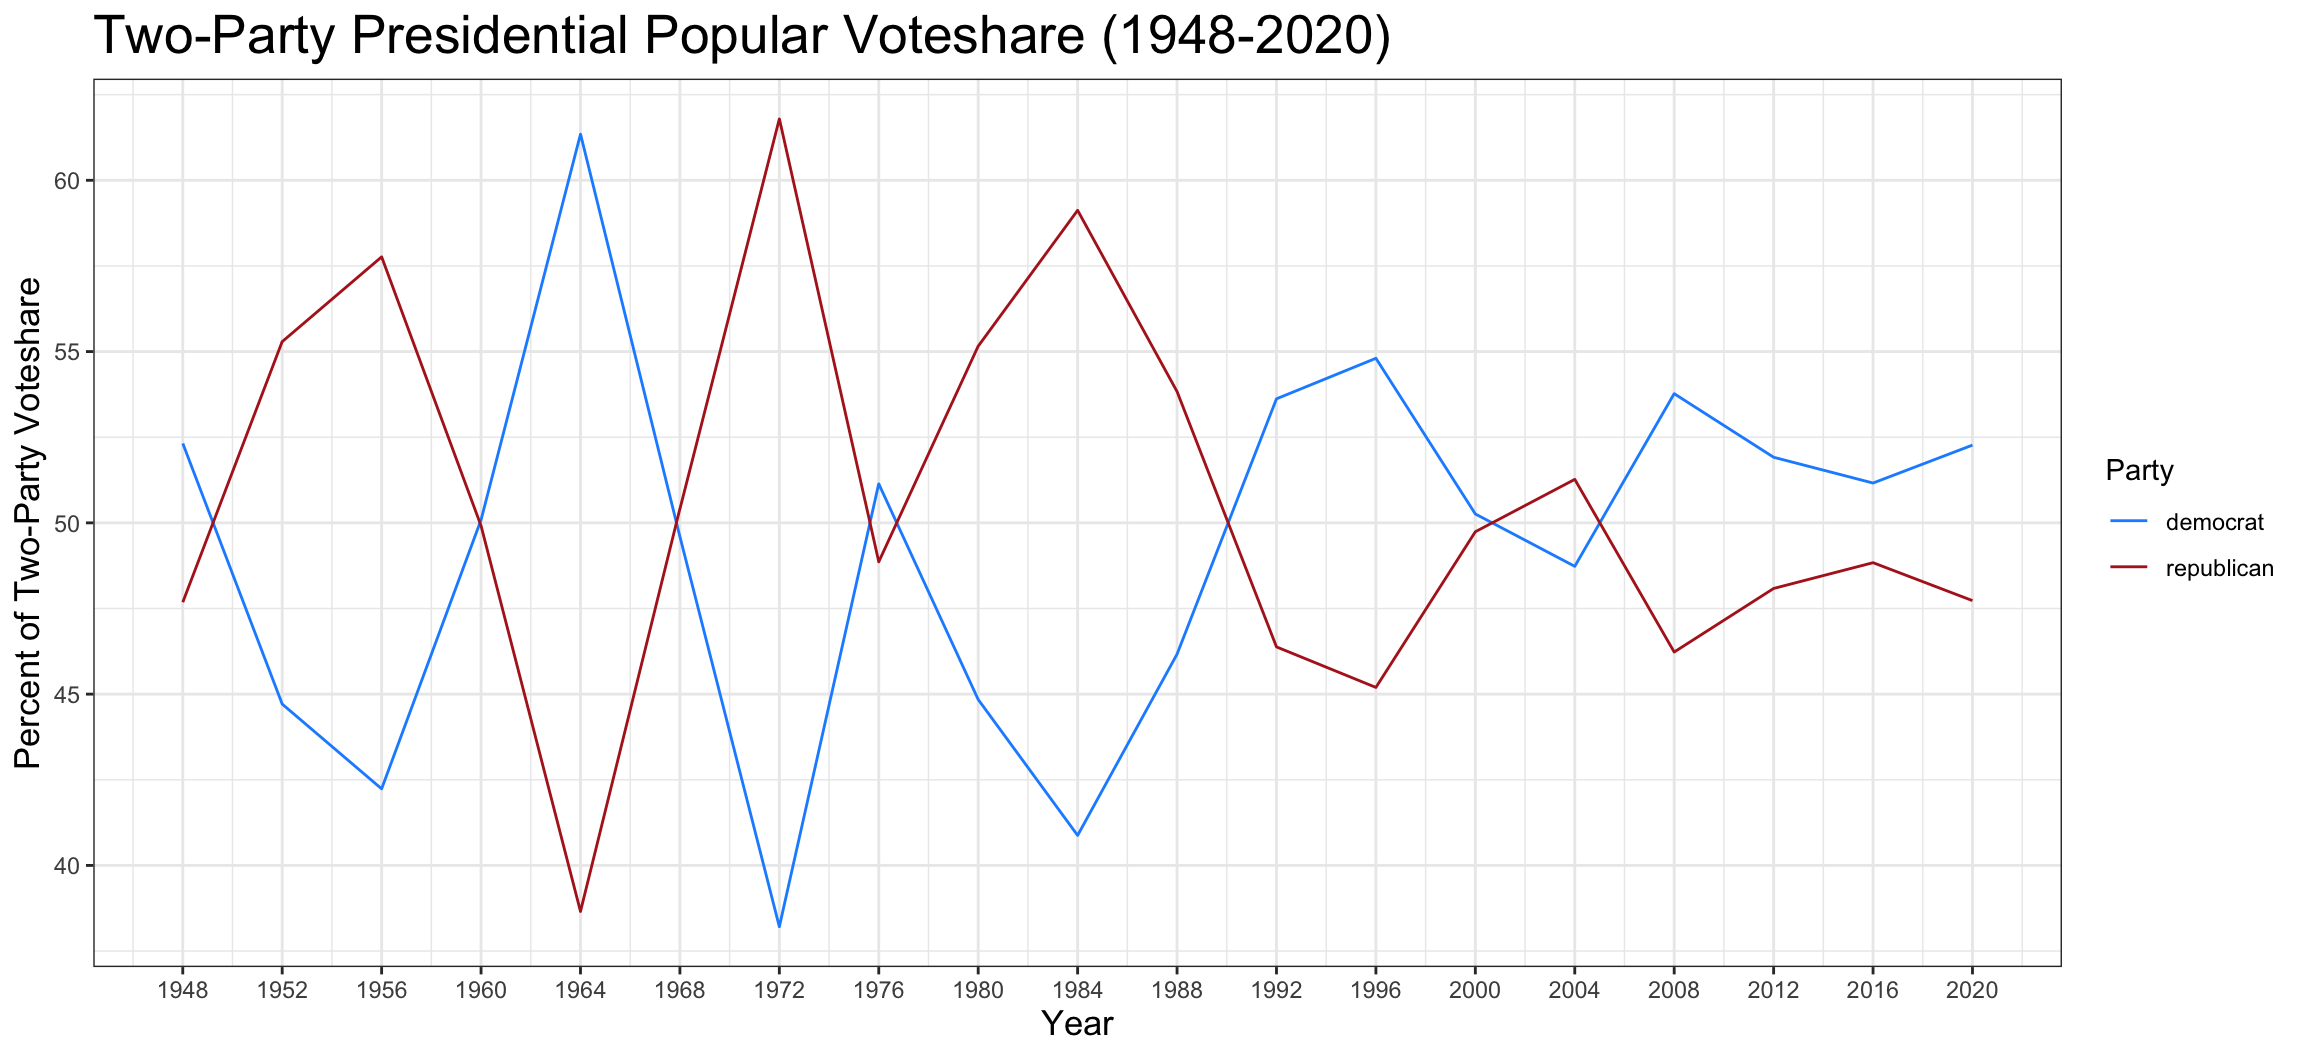 Two-Party Presidential Popular Voteshare (1948-2020)
Percent of Two-Party Voteshare
60
55
50
45
40
1948 1952 1956 1960 1964 1968 1972 1976 1980 1984 1988 1992 1996 2000 2004 2008 2012 2016 2020
Year
Party
democrat
republican